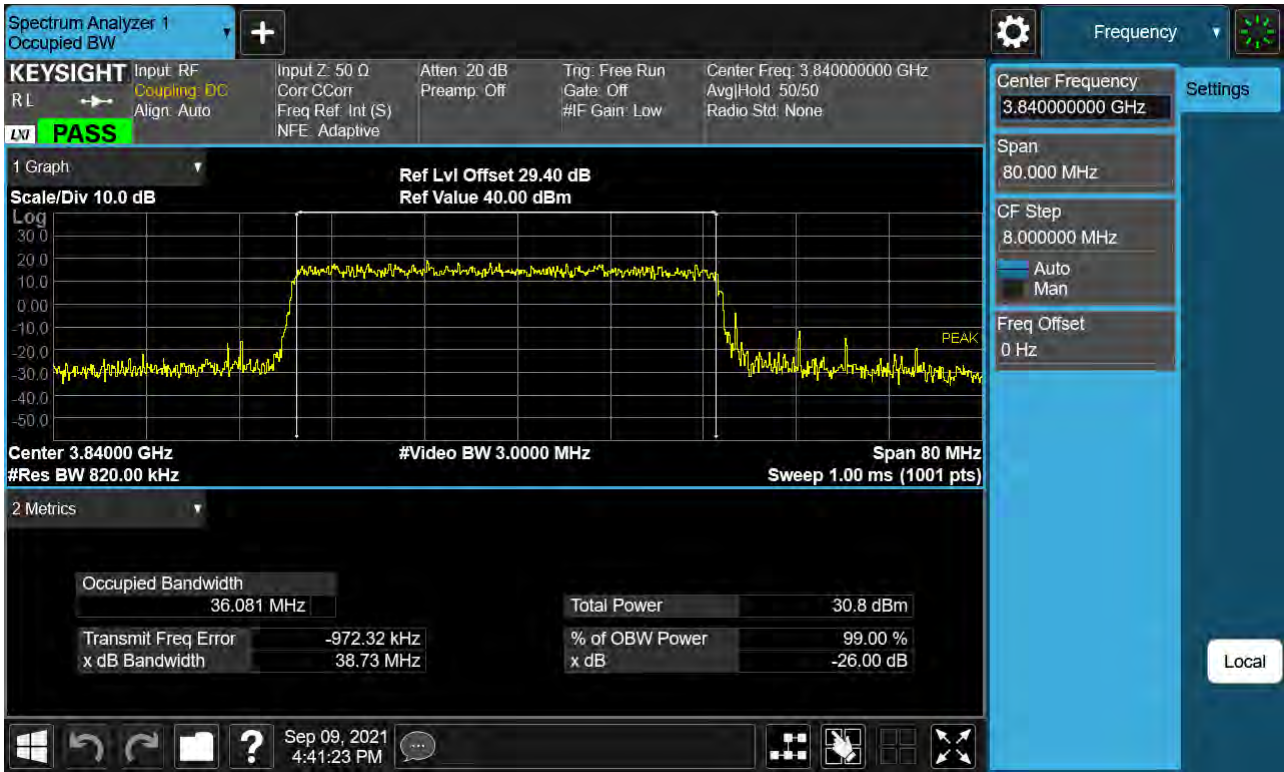 Spectrum Analyzer 1
Occupied BW
+
Frequency
KEYSIGHT
RL
LXI PASS
Input: RF
Coupling: DC
Align: Auto
Input Z: 50 Ω
Corr CCorr
Freq Ref: Int (S)
NFE: Adaptive
Atten: 20 dB
Preamp: Off
Trig: Free Run
Gate: Off
#IF Gain: Low
Center Freq: 3.840000000 GHz
Avg|Hold: 50/50
Radio Std: None
Center Frequency
3.840000000 GHz
Settings
Span
80.000 MHz
CF Step
8.000000 MHz
Auto
Man
Freq Offset
0 Hz
Local
1 Graph
Scale/Div 10.0 dB
Ref Lvl Offset 29.40 dB
Ref Value 40.00 dBm
Log
30.0
20.0
10.0
0.00
-10.0
-20.0
-30.0
-40.0
-50.0
PEAK
Center 3.84000 GHz
#Video BW 3.0000 MHz
Span 80 MHz
#Res BW 820.00 kHz
Sweep 1.00 ms (1001 pts)
2 Metrics
Occupied Bandwidth
36.081 MHz
Total Power 30.8 dBm
Transmit Freq Error -972.32 kHz
% of OBW Power 99.00 %
x dB Bandwidth 38.73 MHz
x dB -26.00 dB
?
Sep 09, 2021
4:41:23 PM